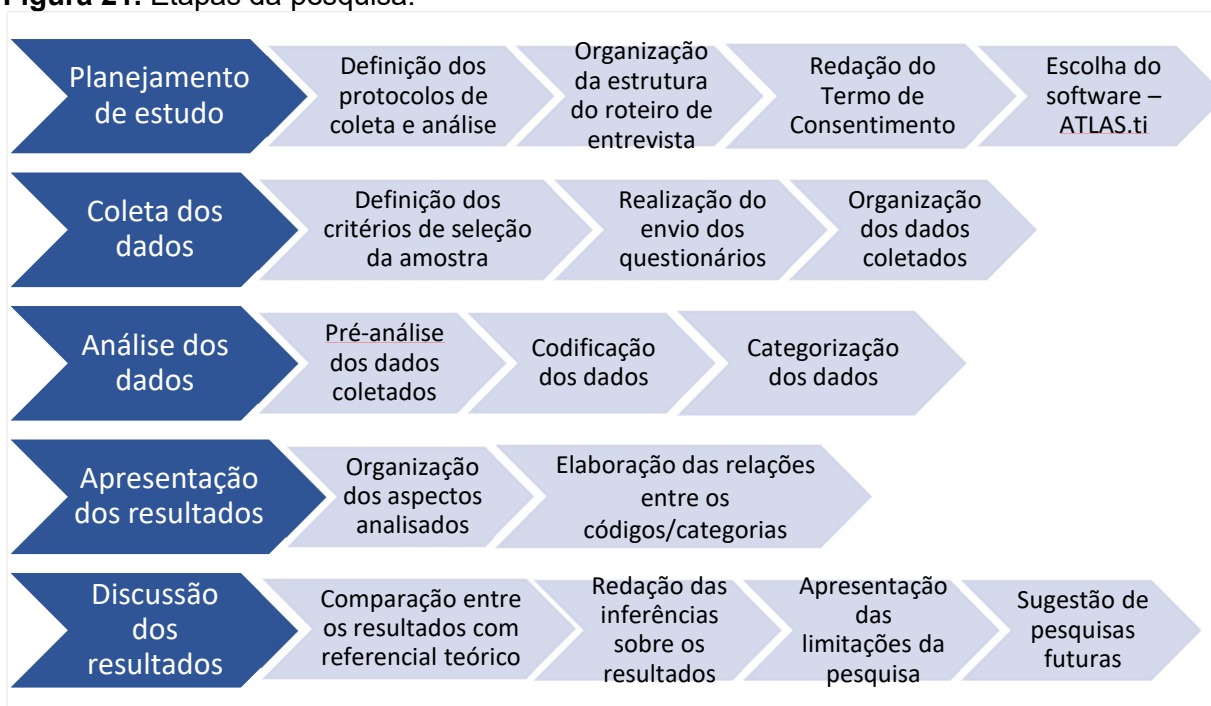 Figura 21. Etapas da pesquisa.
Planejamento
de estudo
Definição dos
protocolos de
coleta e análise
Organização
da estrutura
do roteiro de
entrevista
Redação do
Termo de
Consentimento
Escolha do
software –
ATLAS.ti
Coleta dos
dados
Definição dos
critérios de seleção
da amostra
Realização do
envio dos
questionários
Organização
dos dados
coletados
Análise dos
dados
Pré-análise
dos dados
coletados
Codificação
dos dados
Categorização
dos dados
Apresentação
dos resultados
Organização
dos aspectos
analisados
Elaboração das relações
entre os
códigos/categorias
Discussão
dos
resultados
Comparação entre
os resultados com
referencial teórico
Redação das
inferências
sobre os
resultados
Apresentação
das
limitações da
pesquisa
Sugestão de
pesquisas
futuras